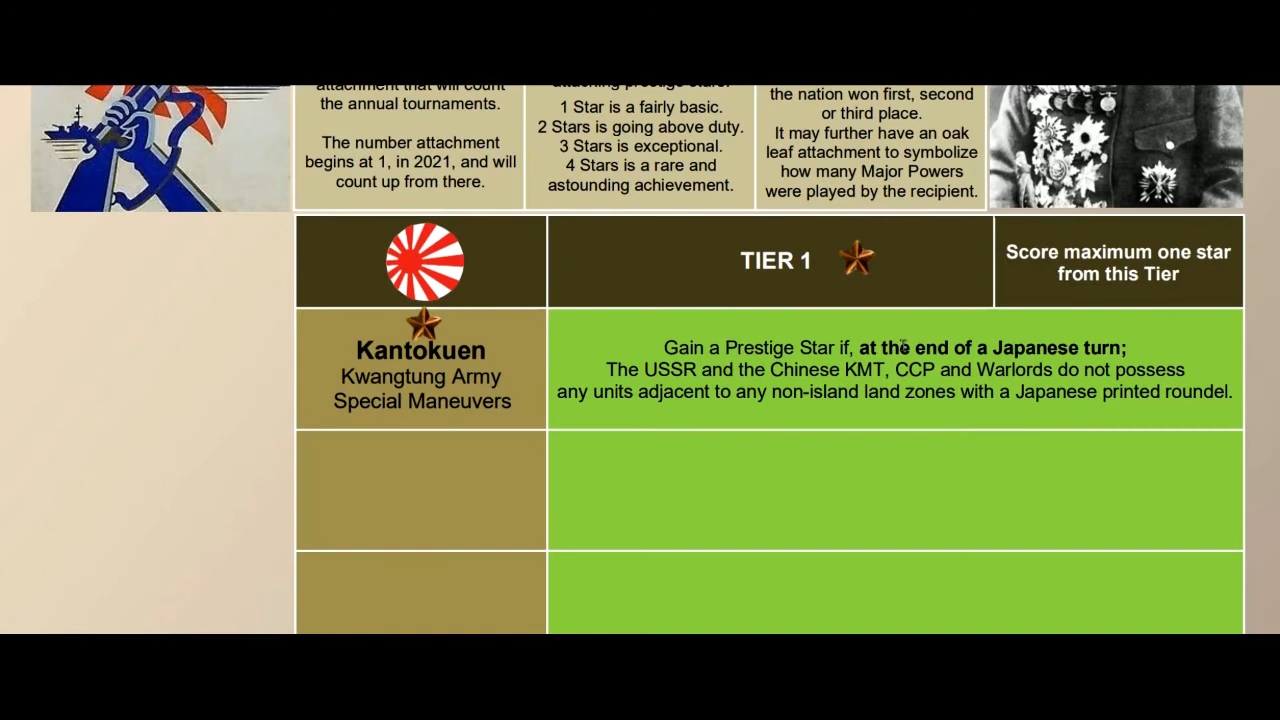 attachment that will count
the annual tournaments.
The number attachment
begins at 1, in 2021, and will
count up from there.
attaching prestige stars.
1 Star is a fairly basic.
2 Stars is going above duty.
3 Stars is exceptional.
4 Stars is a rare and
astounding achievement.
the nation won first, second
or third place.
It may further have an oak
leaf attachment to symbolize
how many Major Powers
were played by the recipient.
TIER 1
Score maximum one star
from this Tier
Kantokuen
Kwangtung Army
Special Maneuvers
Gain a Prestige Star if, at the end of a Japanese turn;
The USSR and the Chinese KMT, CCP and Warlords do not possess
any units adjacent to any non-island land zones with a Japanese printed roundel.